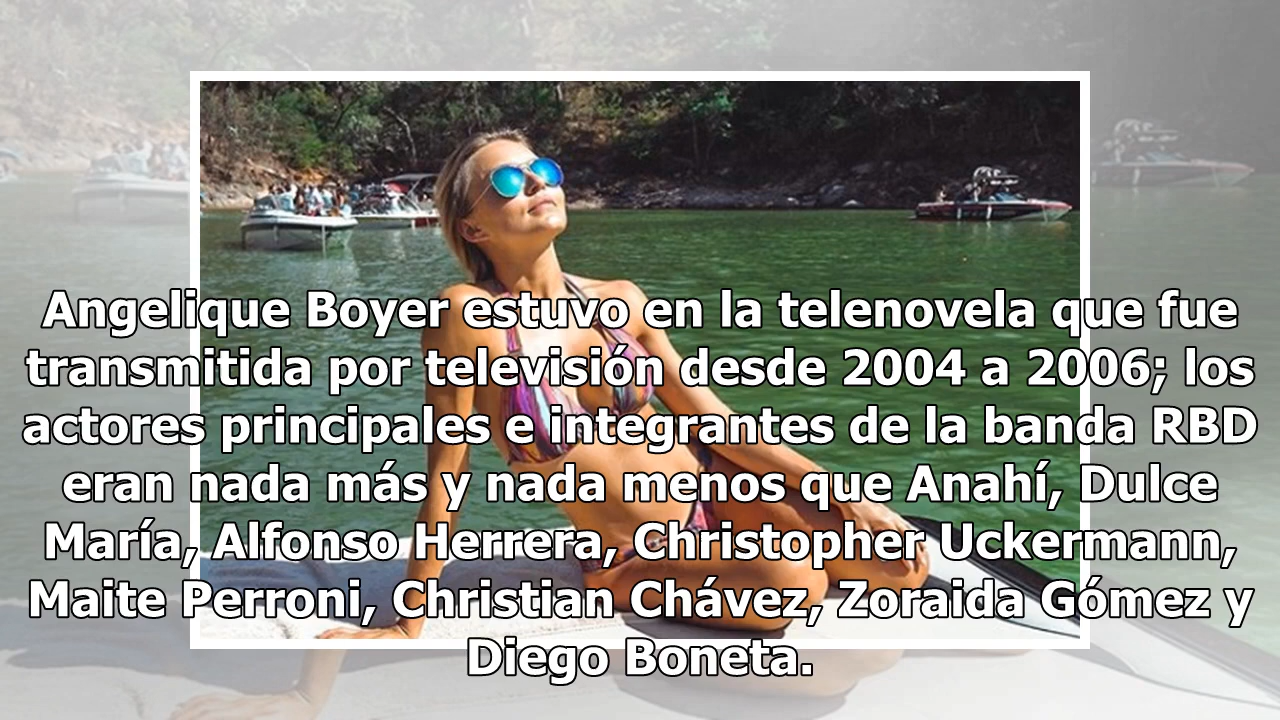 Angelique Boyer estuvo en la telenovela que fue
transmitida por televisión desde 2004 a 2006; los
actores principales e integrantes de la banda RBD
eran nada más y nada menos que Anahí, Dulce
María, Alfonso Herrera, Christopher Uckermann,
Maite Perroni, Christian Chávez, Zoraida Gómez y
Diego Boneta.